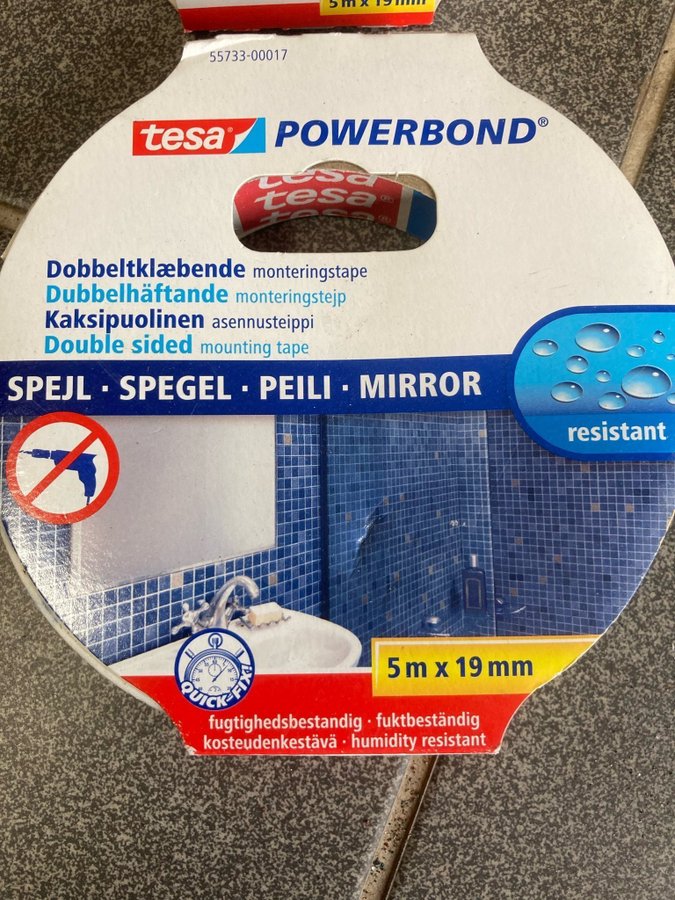 5 m x 19 mm
55733-00017
tesa® POWERBOND®
tesa
tesa®
tesa
Dobbeltklæbende monteringstape
Dubbelhäftande monteringstejp
Kaksipuolinen asennusteippi
Double sided mounting tape
SPEJL · SPEGEL · PEILI · MIRROR
resistant
QUICK-FIX
5 m x 19 mm
fugtighedsbestandig · fuktbeständig
kosteudenkestävä · humidity resistant